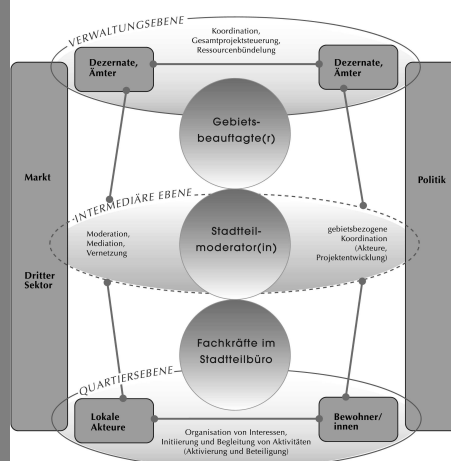 VERWALTUNGSEBENE
Koordination,
Gesamtprojektsteuerung,
Ressourcenbündelung
Dezernate,
Ämter
Dezernate,
Ämter
Gebiets-
beauftagte(r)
Markt
Politik
INTERMEDIÄRE EBENE
Moderation,
Mediation,
Vernetzung
Stadtteil-
moderator(in)
gebietsbezogene
Koordination
(Akteure,
Projektentwicklung)
Dritter
Sektor
Fachkräfte im
Stadtteilbüro
QUARTIERSEBENE
Lokale
Akteure
Bewohner/
innen
Organisation von Interessen,
Initiierung und Begleitung von Aktivitäten
(Aktivierung und Beteiligung)